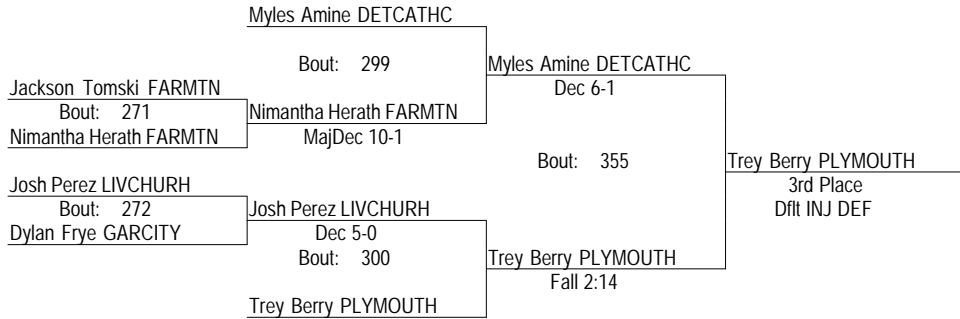 Myles Amine DETCATHC
Bout: 299
Myles Amine DETCATHC
Dec 6-1
Jackson Tomski FARMTN
Bout: 271
Nimantha Herath FARMTN
Nimantha Herath FARMTN
MajDec 10-1
Bout: 355
Trey Berry PLYMOUTH
3rd Place
Dflt INJ DEF
Josh Perez LIVCHURH
Bout: 272
Dylan Frye GARCITY
Josh Perez LIVCHURH
Dec 5-0
Bout: 300
Trey Berry PLYMOUTH
Fall 2:14
Trey Berry PLYMOUTH